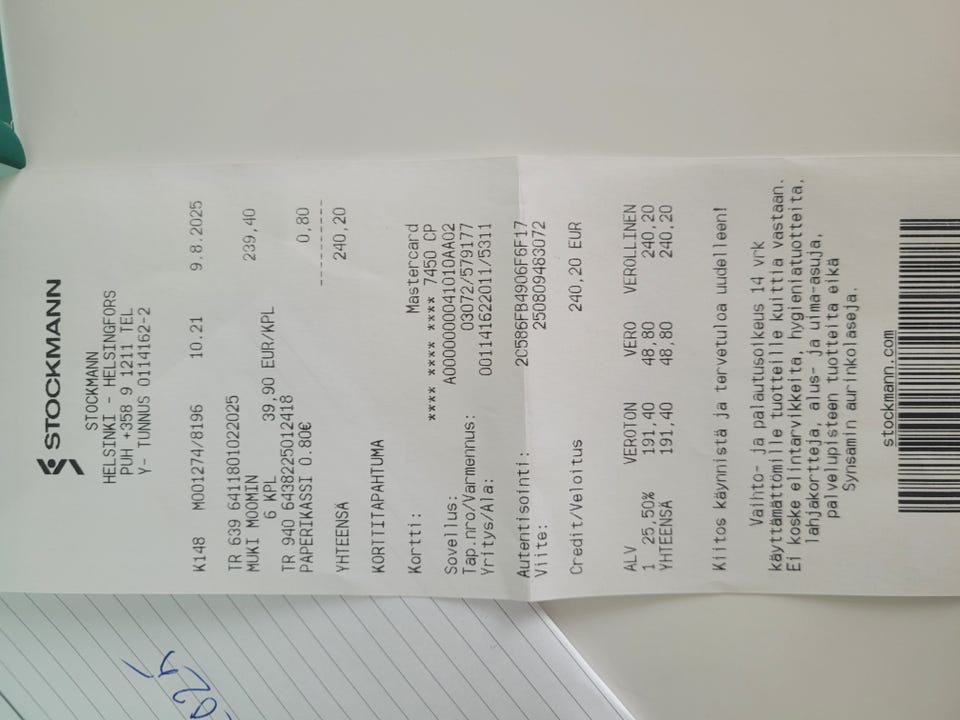 STOCKMANN
STOCKMANN
HELSINKI - HELSINGFORS
PUH +358 9 1211 TEL
Y- TUNNUS 0114162-2
K148 M001274/8196 10.21 9.8.2025
TR 639 6411801022025
MUKI MOOMIN 239,40
6 KPL 39,90 EUR/KPL
TR 940 6438225012418
PAPERIKASSI 0.80€ 0,80
----------
YHTEENSÄ 240,20
KORTTITAPAHTUMA
Kortti: Mastercard
**** **** **** 7450 CP
Sovellus: A0000000041010AA02
Tap.nro/Varmennus: 03072/579177
Yritys/Ala: 00114162201​1/5311
Autentisointi: 2C586FB4906F6F17
Viite: 250809483072
Credit/Veloitus 240,20 EUR
ALV VEROTON VERO VEROLLINEN
1 25,50% 191,40 48,80 240,20
YHTEENSÄ 191,40 48,80 240,20
Kiitos käynnistä ja tervetuloa uudelleen!
Vaihto- ja palautusoikeus 14 vrk
käyttämättömille tuotteille kuittia vastaan.
Ei koske elintarvikkeita, hygieniatuotteita,
lahjakortteja, alus- ja uima-asuja,
palvelupisteen tuotteita eikä
Synsamin aurinkolaseja.
stockmann.com